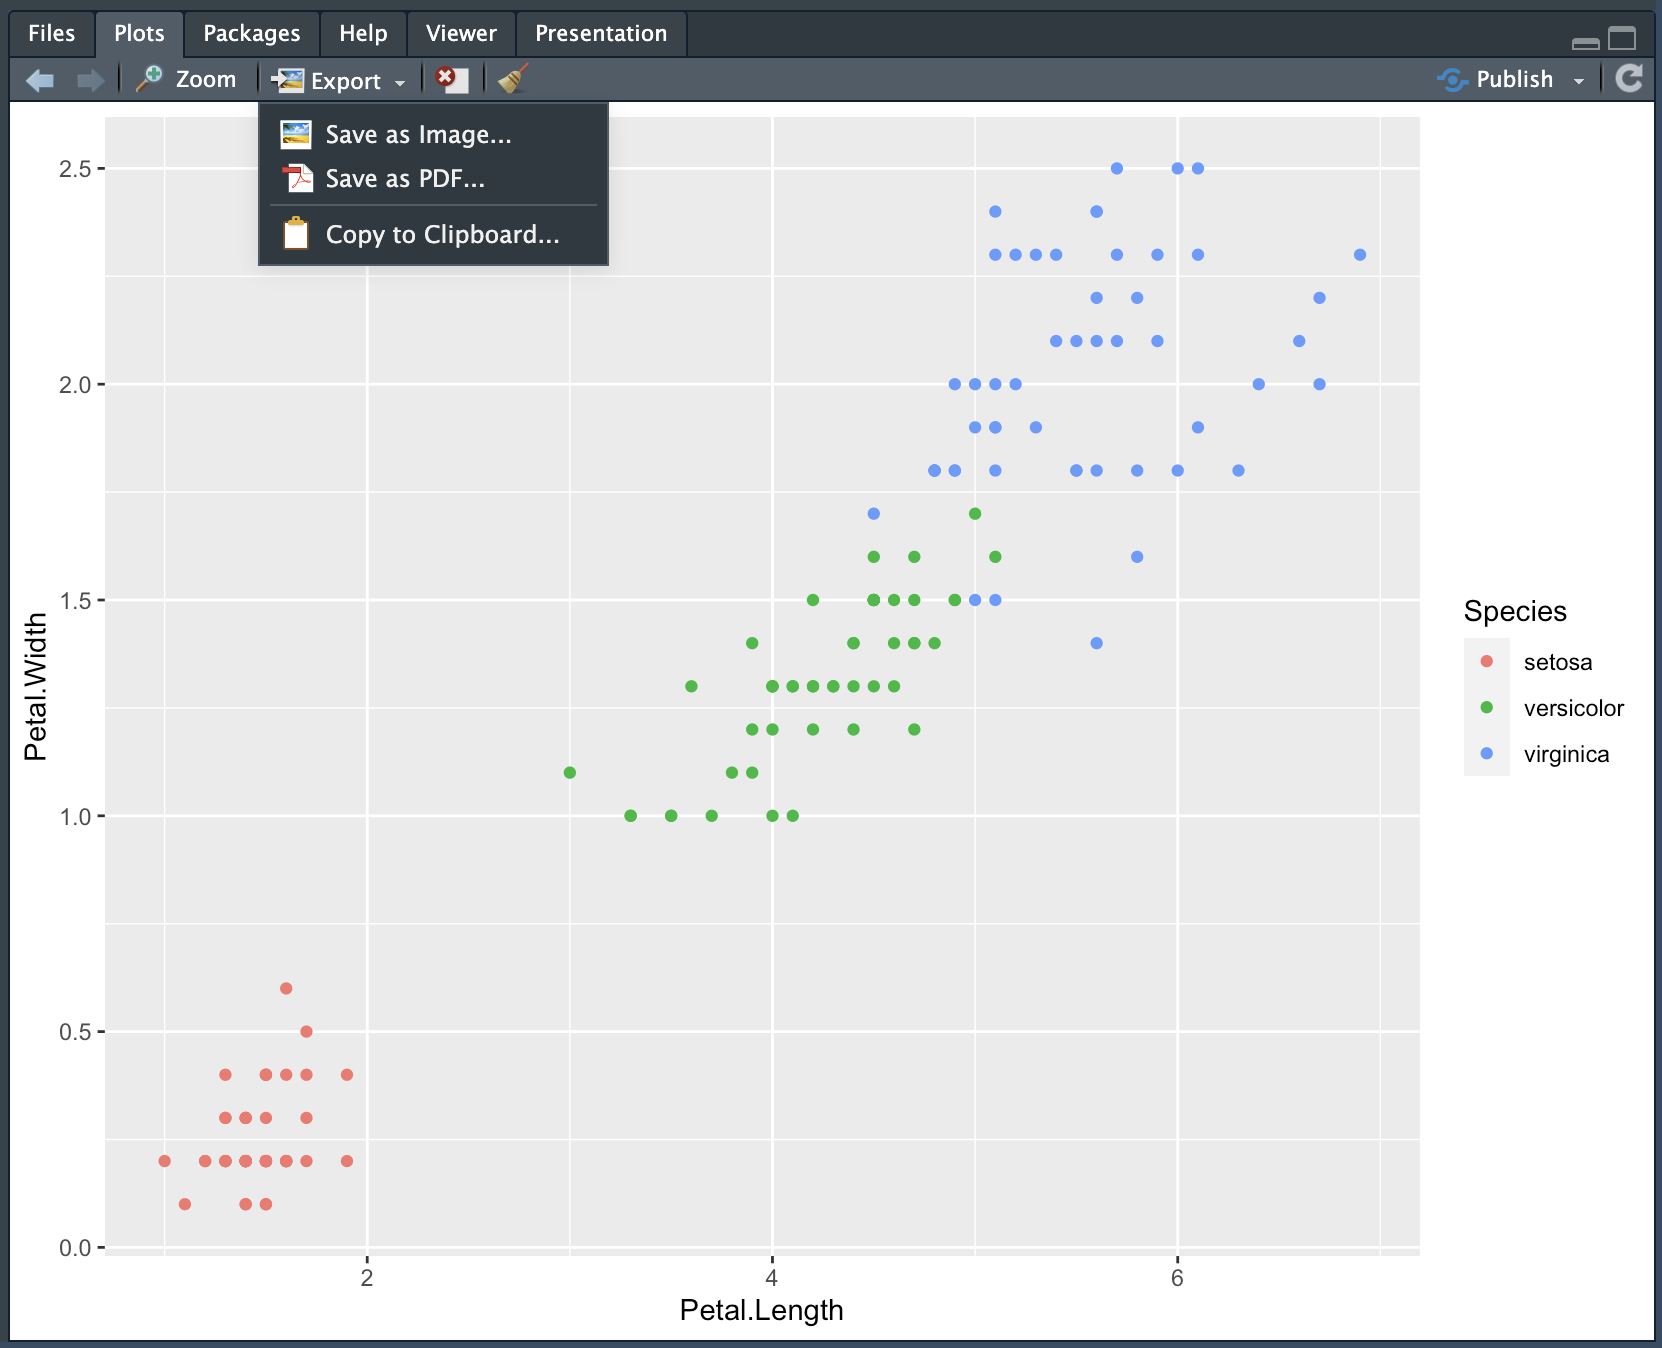 Files Plots Packages Help Viewer Presentation
Zoom Export Publish
Save as Image...
Save as PDF...
Copy to Clipboard...
2.5
2.0
1.5
1.0
0.5
0.0
Petal.Width
2 4 6
Petal.Length
Species
setosa
versicolor
virginica